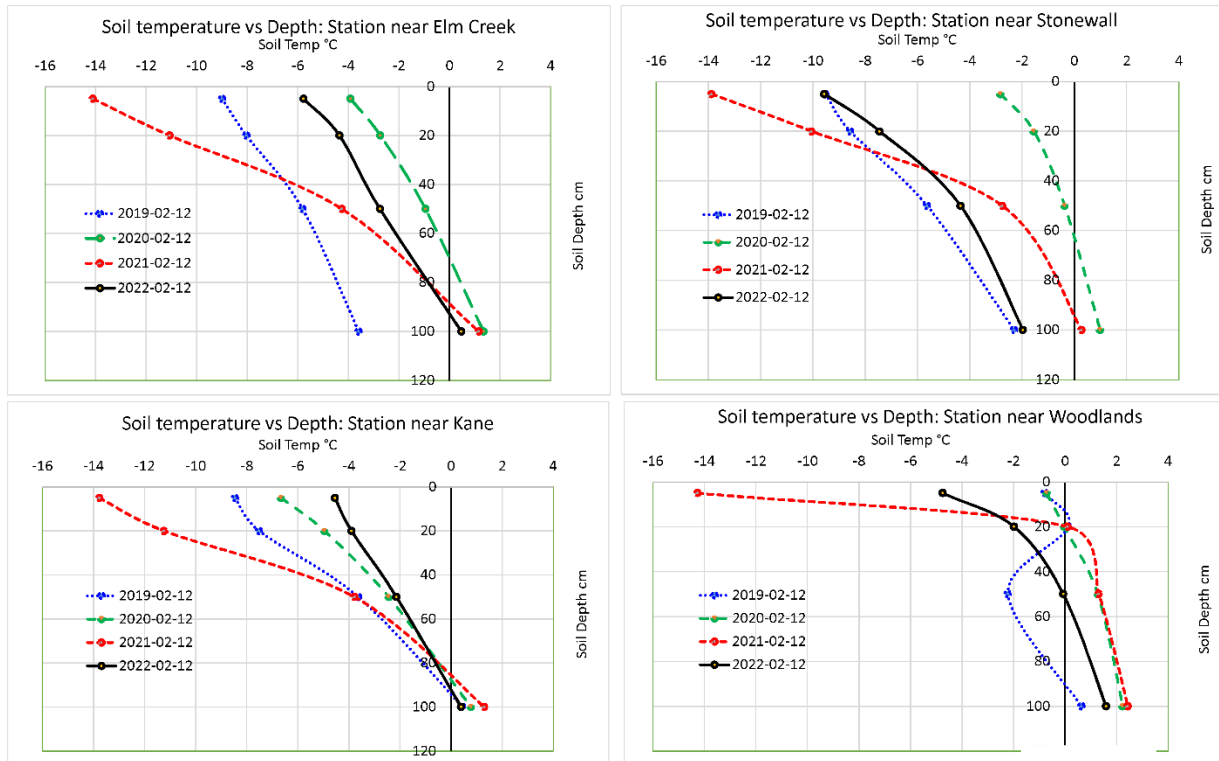 Soil temperature vs Depth: Station near Elm Creek
Soil Temp °C
-16 -14 -12 -10 -8 -6 -4 -2 0 2 4
0
20
40
60
80
100
120
Soil Depth cm
2019-02-12
2020-02-12
2021-02-12
2022-02-12
Soil temperature vs Depth: Station near Stonewall
Soil Temp °C
-16 -14 -12 -10 -8 -6 -4 -2 0 2 4
0
20
40
60
80
100
120
Soil Depth cm
2019-02-12
2020-02-12
2021-02-12
2022-02-12
Soil temperature vs Depth: Station near Kane
Soil Temp °C
-16 -14 -12 -10 -8 -6 -4 -2 0 2 4
0
20
40
60
80
100
120
Soil Depth cm
2019-02-12
2020-02-12
2021-02-12
2022-02-12
Soil temperature vs Depth: Station near Woodlands
Soil Temp °C
-16 -14 -12 -10 -8 -6 -4 -2 0 2 4
0
20
40
60
80
100
120
Soil Depth cm
2019-02-12
2020-02-12
2021-02-12
2022-02-12